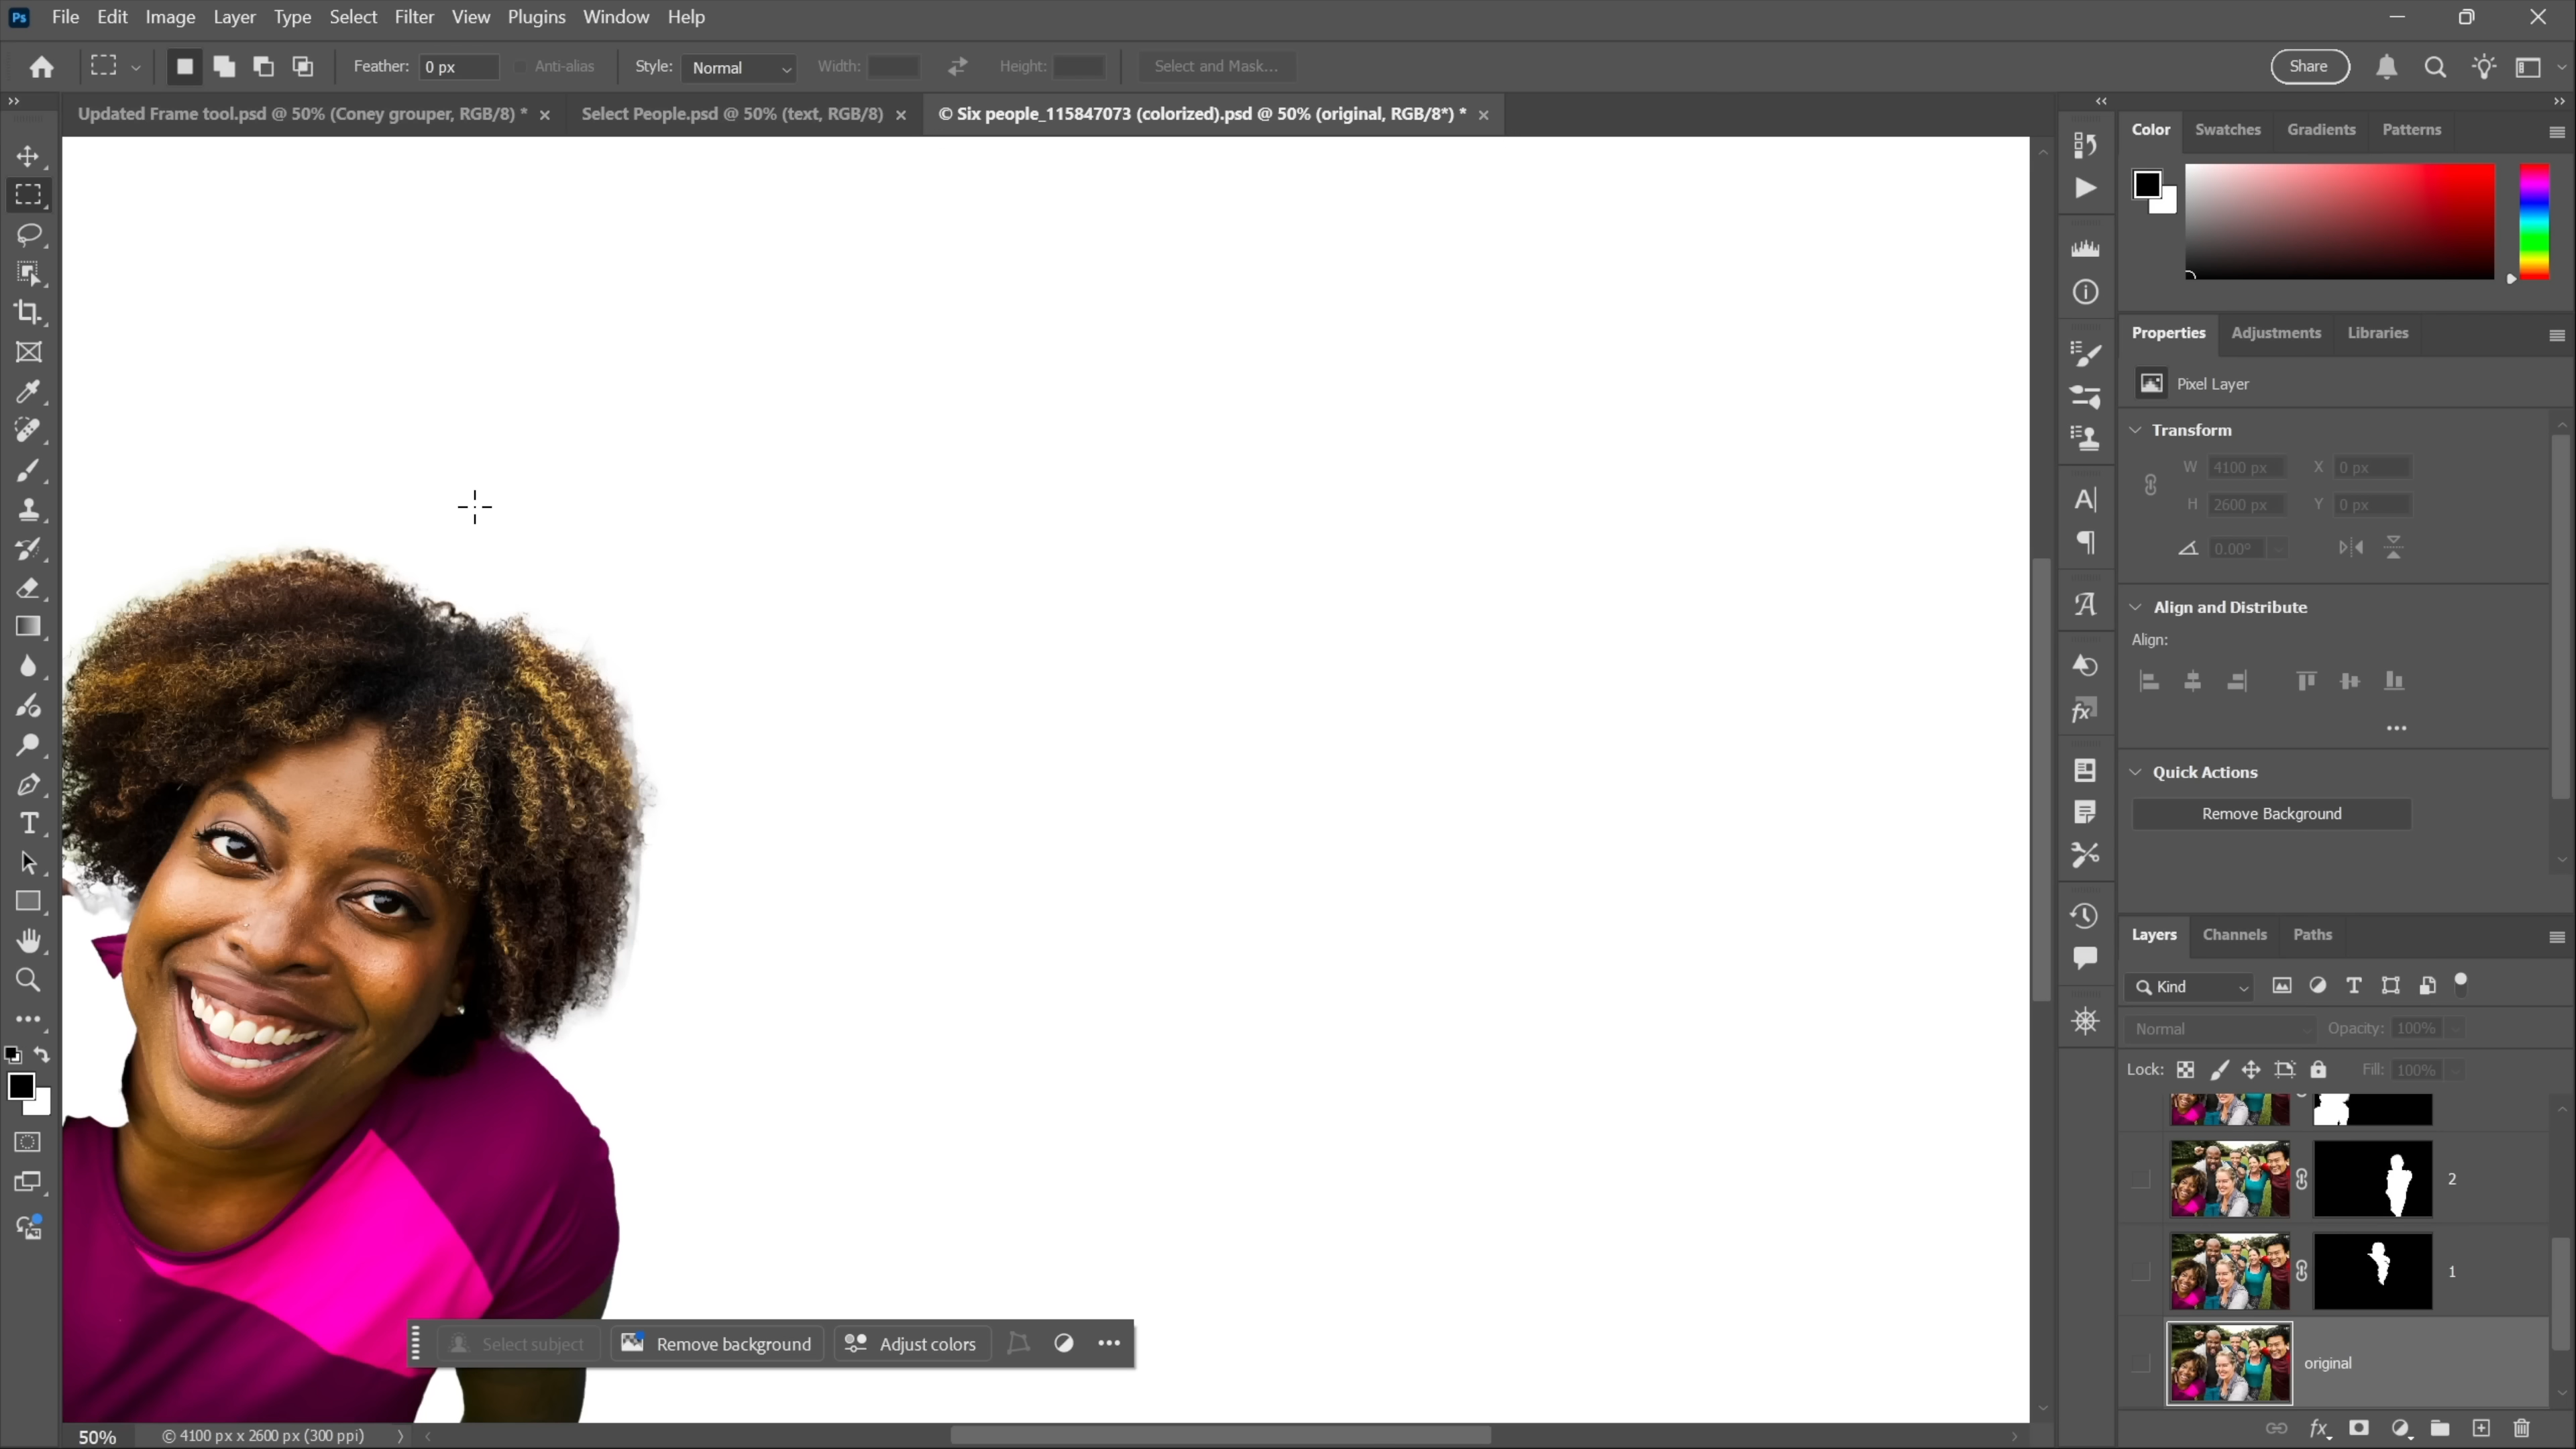 Ps File Edit Image Layer Type Select Filter View Plugins Window Help
Feather: 0 px Anti-alias Style: Normal Width: Height: Select and Mask... Share
Updated Frame tool.psd @ 50% (Coney grouper, RGB/8) * Select People.psd @ 50% (text, RGB/8) © Six people_115847073 (colorized).psd @ 50% (original, RGB/8*) *
Color Swatches Gradients Patterns
Properties Adjustments Libraries
Pixel Layer
Transform
W 4100 px X 0 px
H 2600 px Y 0 px
0.00°
Align and Distribute
Align:
Quick Actions
Remove Background
Layers Channels Paths
Kind
Normal Opacity: 100%
Lock: Fill: 100%
2
1
original
Select subject Remove background Adjust colors
50% © 4100 px x 2600 px (300 ppi)